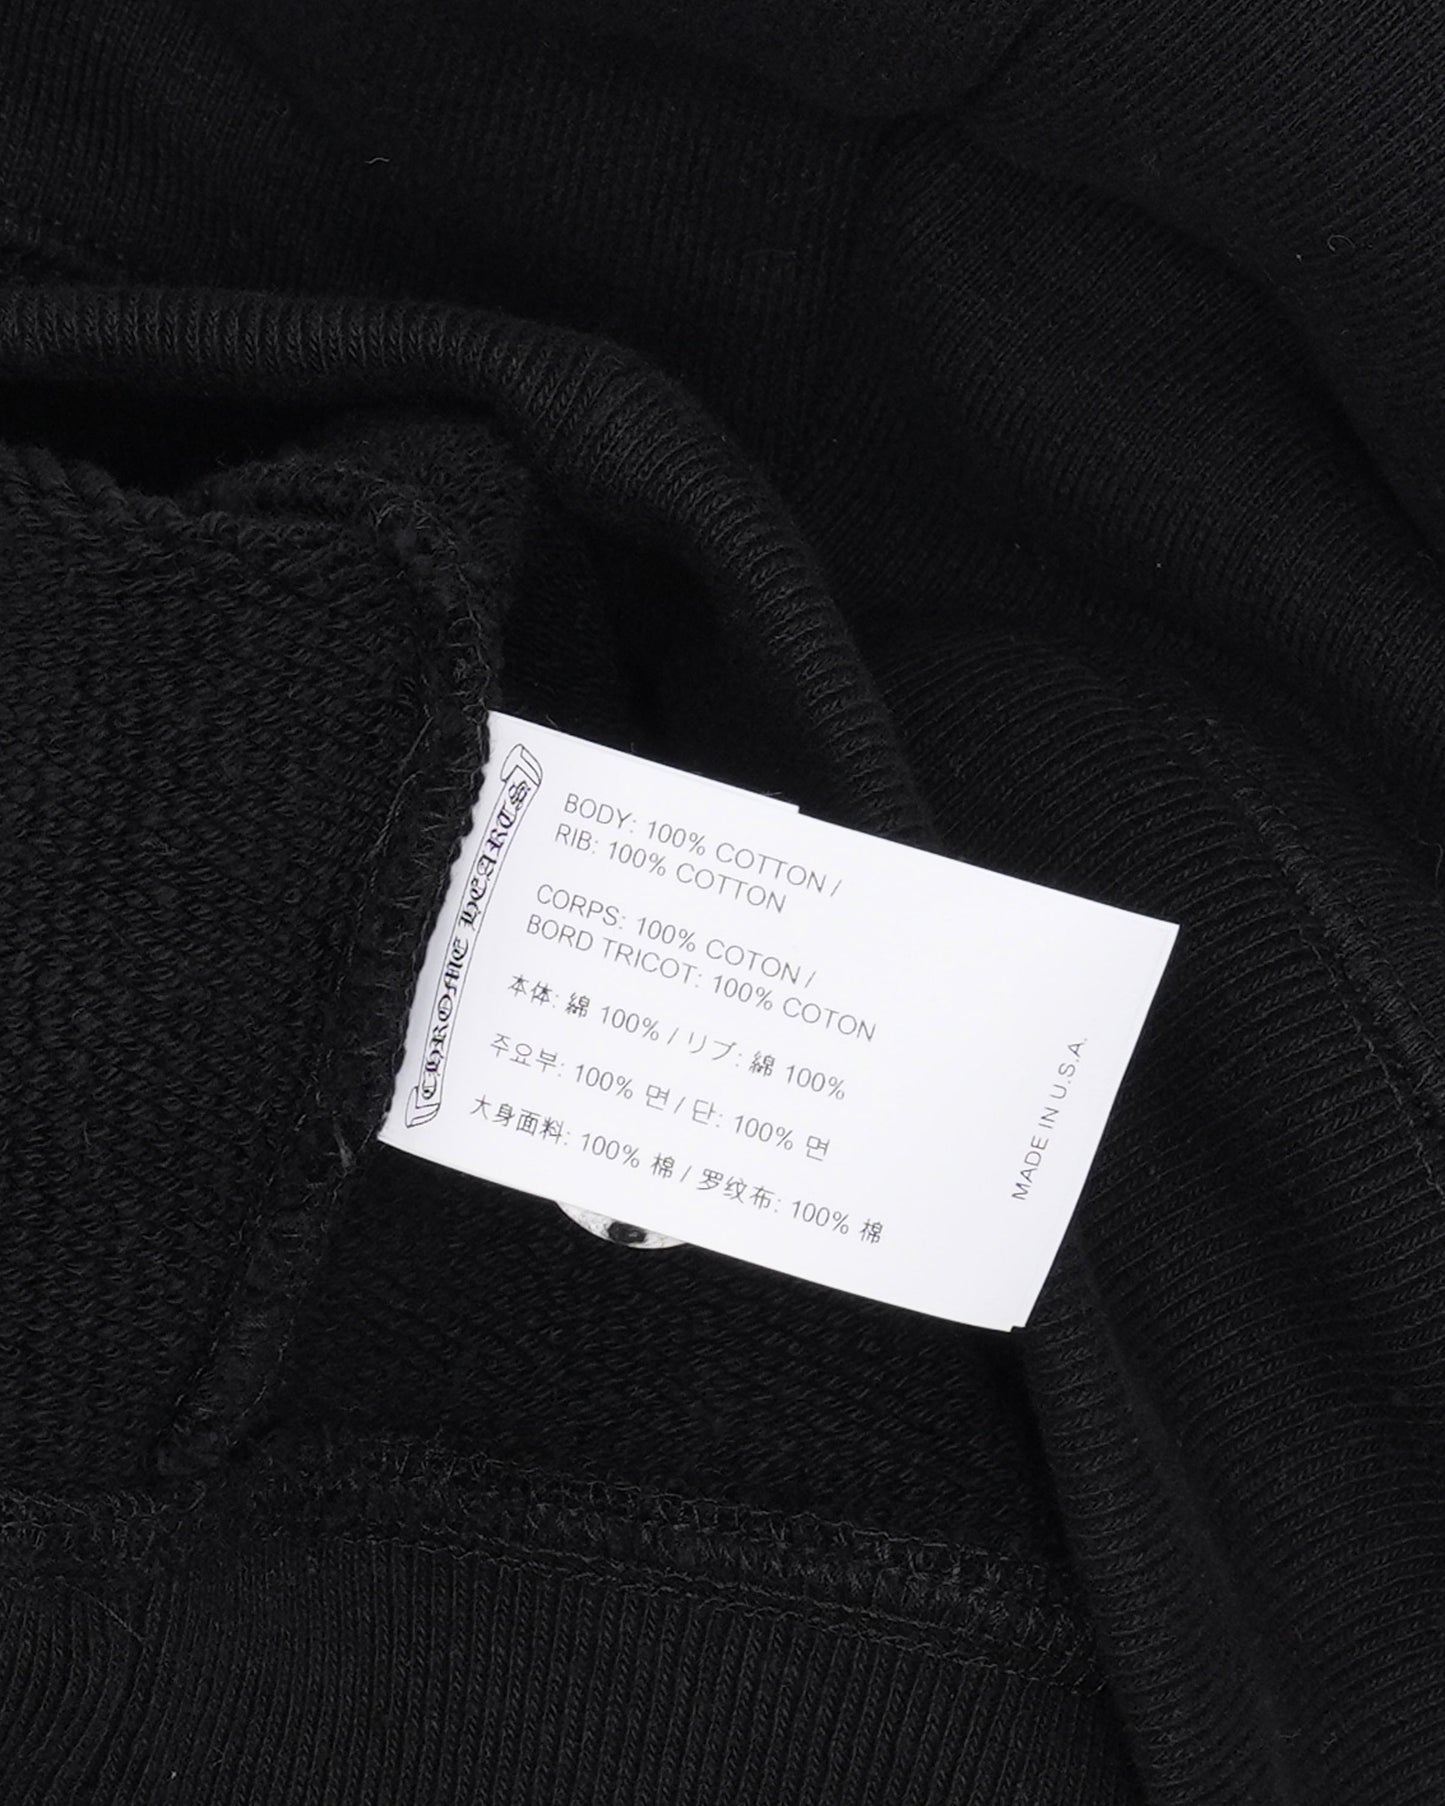 CHROME HEARTS
BODY: 100% COTTON /
RIB: 100% COTTON
CORPS: 100% COTON /
BORD TRICOT: 100% COTON
本体: 綿 100% / リブ: 綿 100%
주요부: 100% 면 / 단: 100% 면
大身面料: 100% 棉 / 罗纹布: 100% 棉
MADE IN U.S.A.